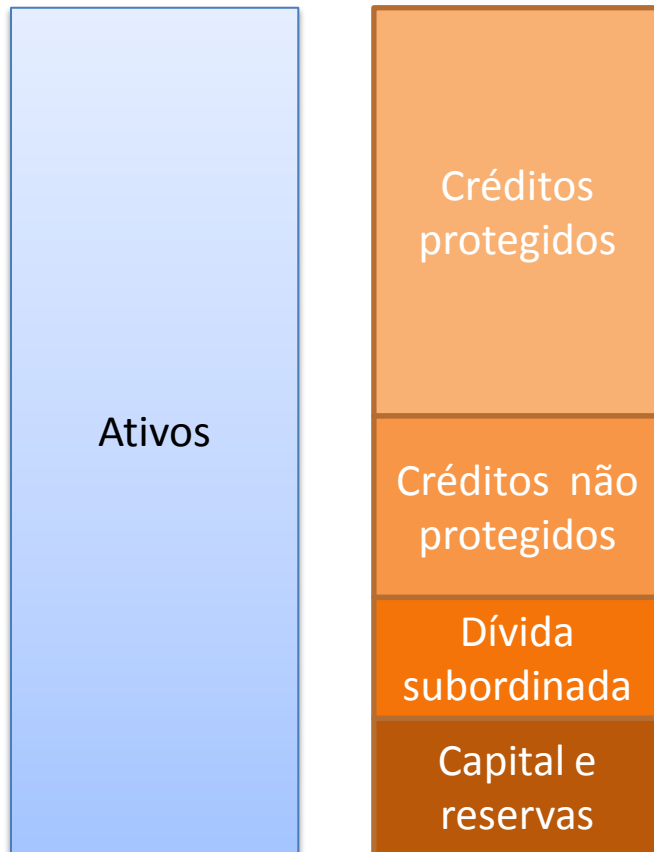 Ativos
Créditos
protegidos
Créditos não
protegidos
Dívida
subordinada
Capital e
reservas